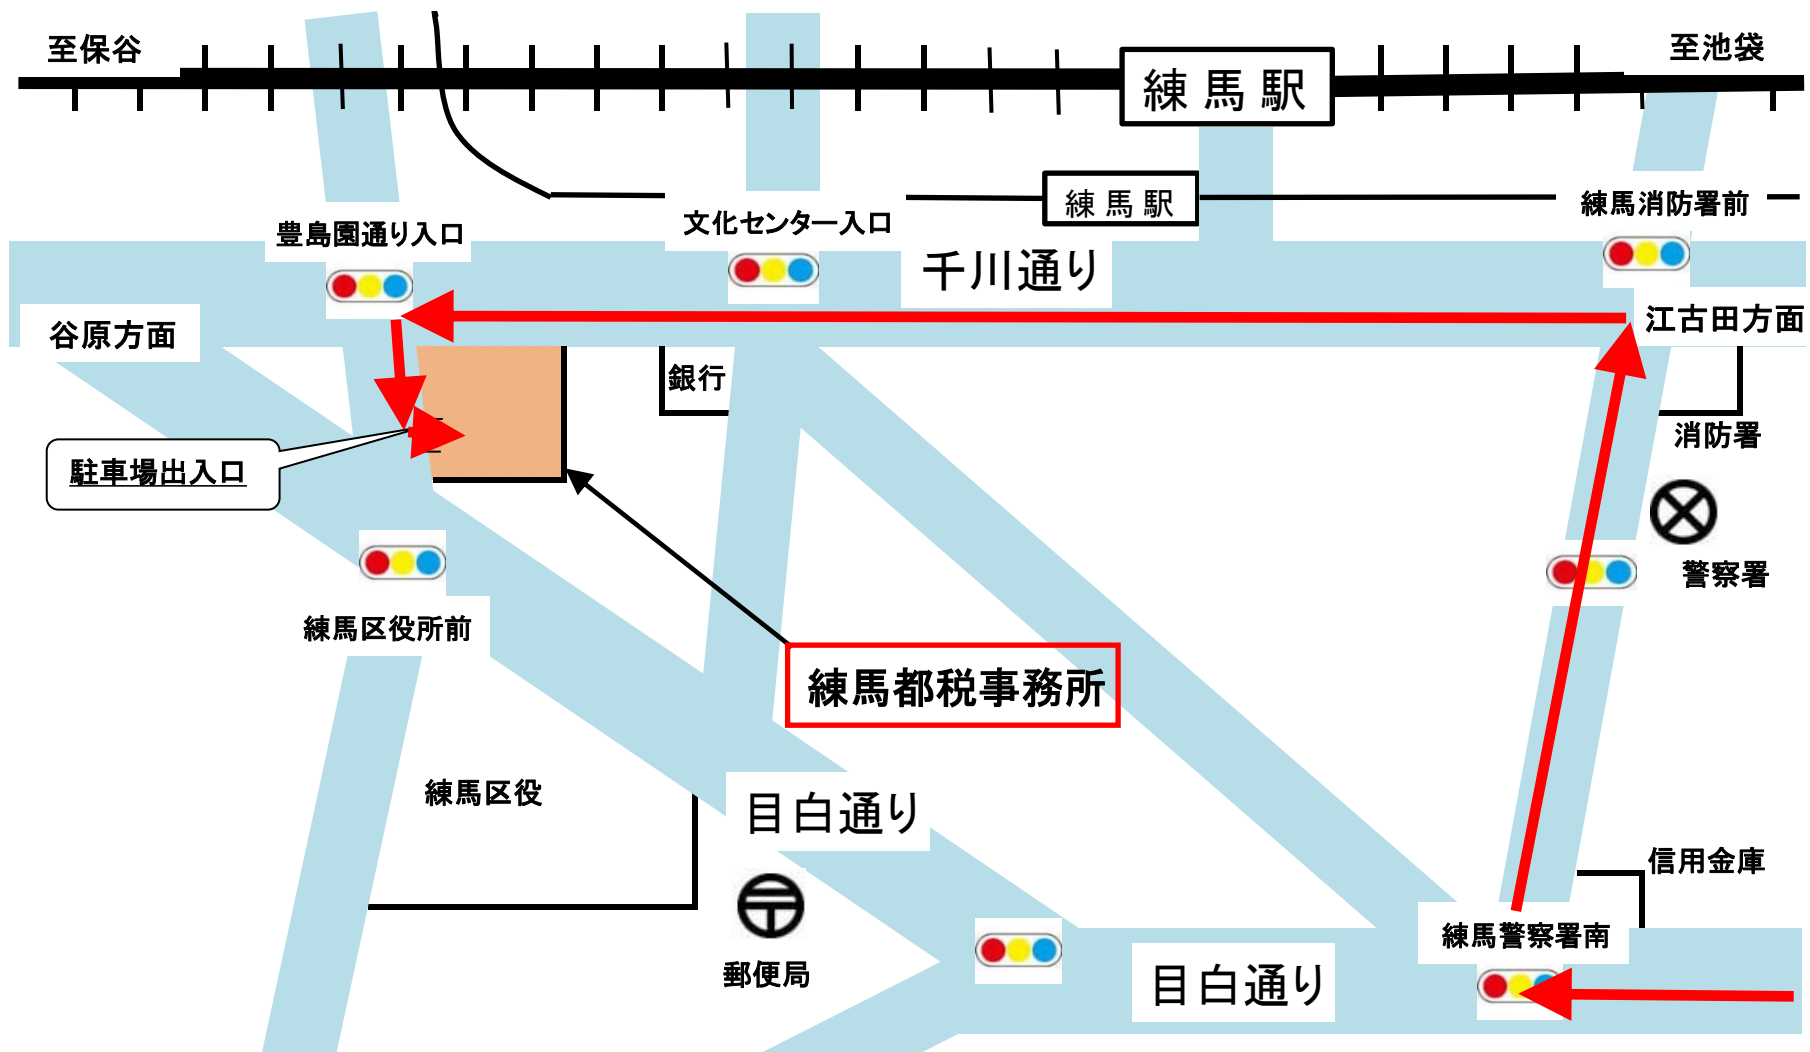 至保谷
至池袋
練馬駅
練馬駅
練馬消防署前
文化センター入口
豊島園通り入口
千川通り
谷原方面
江古田方面
銀行
消防署
駐車場出入口
警察署
練馬区役所前
練馬都税事務所
練馬区役
目白通り
信用金庫
練馬警察署南
郵便局
目白通り